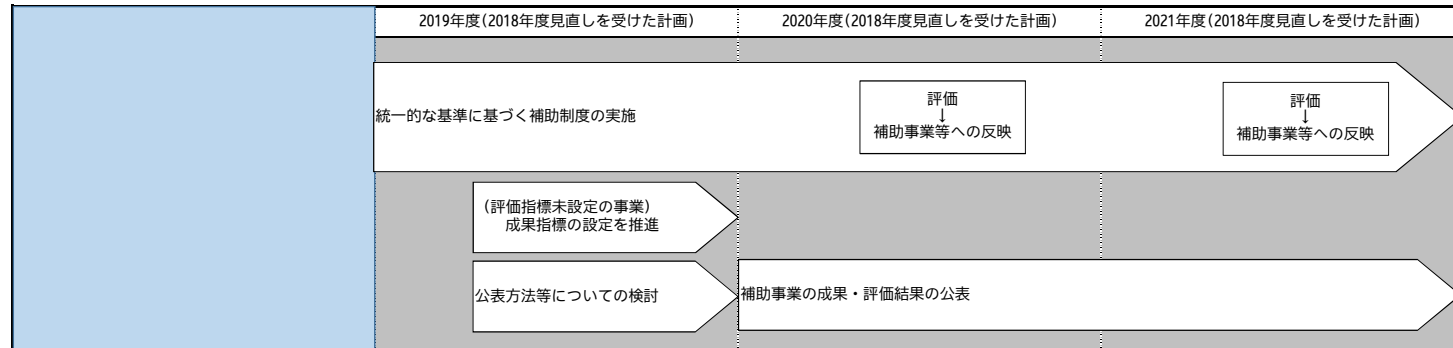 2019年度(2018年度見直しを受けた計画)
2020年度(2018年度見直しを受けた計画)
2021年度(2018年度見直しを受けた計画)
統一的な基準に基づく補助制度の実施
評価
↓
補助事業等への反映
評価
↓
補助事業等への反映
(評価指標未設定の事業)
成果指標の設定を推進
公表方法等についての検討
補助事業の成果・評価結果の公表